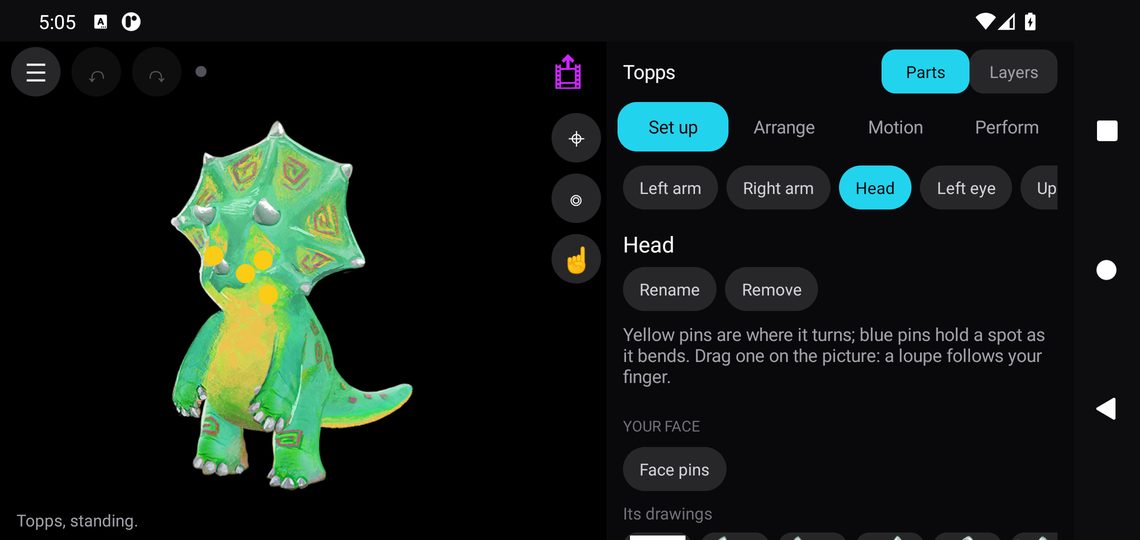 5:05
A
Topps
Parts
Layers
Set up
Arrange
Motion
Perform
Left arm
Right arm
Head
Left eye
Up
Head
Rename
Remove
Yellow pins are where it turns; blue pins hold a spot as
it bends. Drag one on the picture: a loupe follows your
finger.
YOUR FACE
Face pins
Its drawings
Topps, standing.